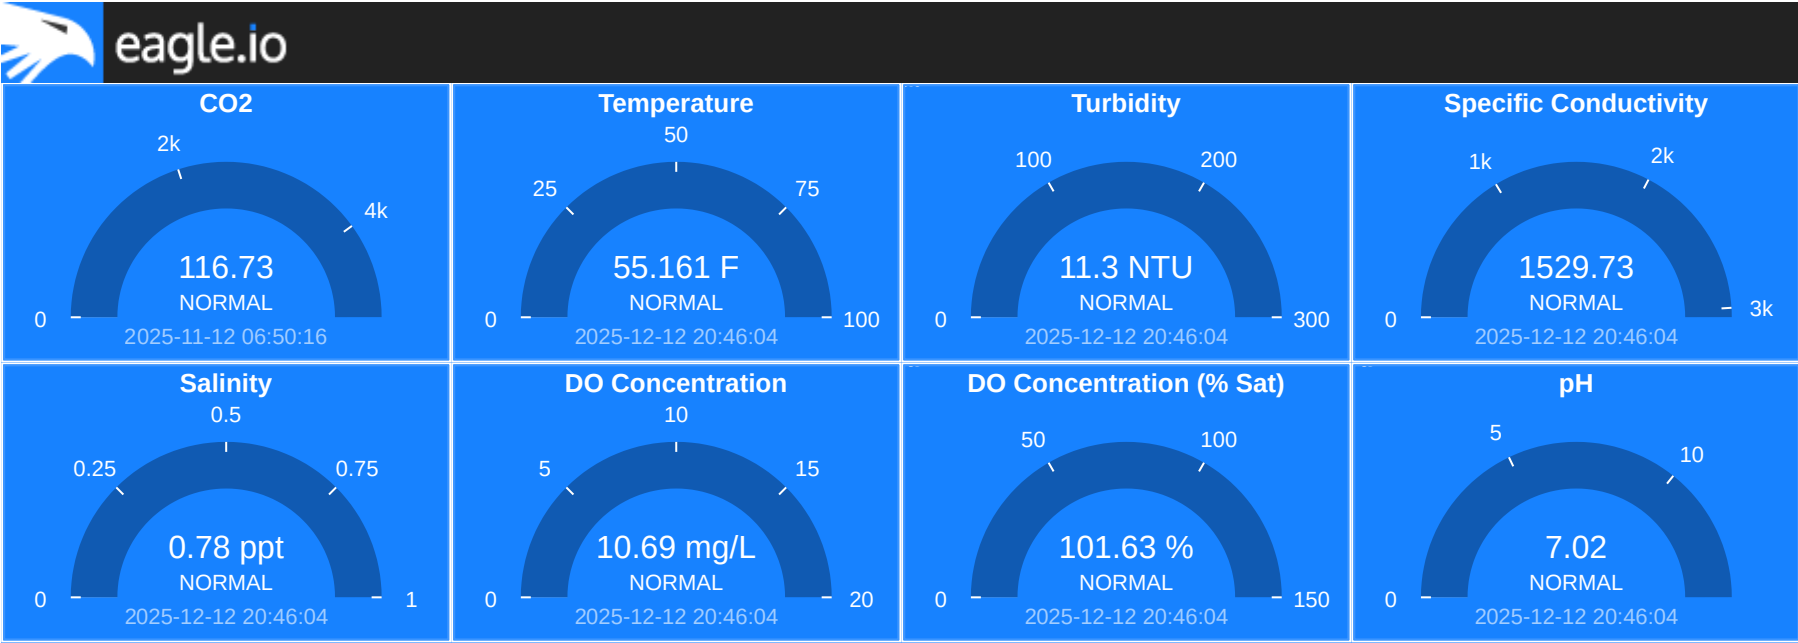 eagle.io
CO2
2k
4k
0
116.73
NORMAL
2025-11-12 06:50:16
Temperature
50
25
75
0
100
55.161 F
NORMAL
2025-12-12 20:46:04
Turbidity
100
200
0
300
11.3 NTU
NORMAL
2025-12-12 20:46:04
Specific Conductivity
1k
2k
0
3k
1529.73
NORMAL
2025-12-12 20:46:04
Salinity
0.5
0.25
0.75
0
1
0.78 ppt
NORMAL
2025-12-12 20:46:04
DO Concentration
10
5
15
0
20
10.69 mg/L
NORMAL
2025-12-12 20:46:04
DO Concentration (% Sat)
50
100
0
150
101.63 %
NORMAL
2025-12-12 20:46:04
pH
5
10
0
7.02
NORMAL
2025-12-12 20:46:04